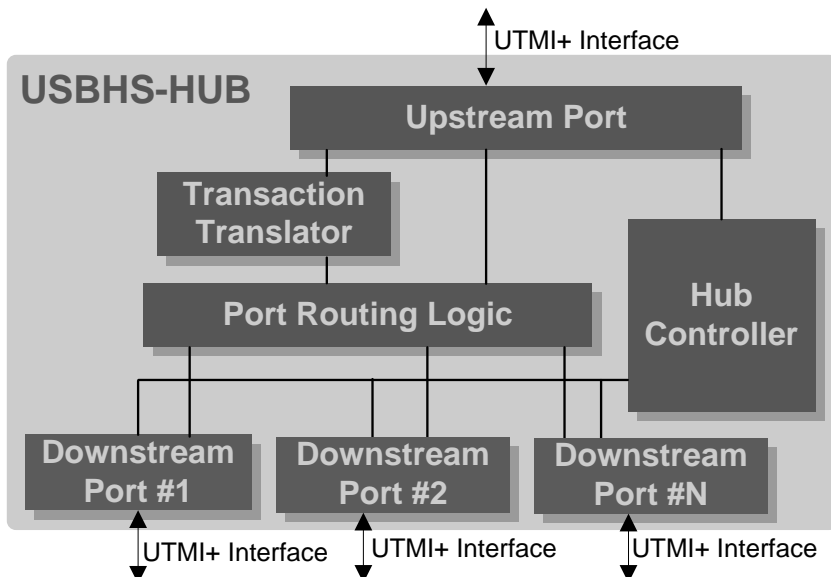 UTMI+ Interface
USBHS-HUB
Upstream Port
Transaction
Translator
Hub
Controller
Port Routing Logic
Downstream
Port #1
Downstream
Port #2
Downstream
Port #N
UTMI+ Interface
UTMI+ Interface
UTMI+ Interface